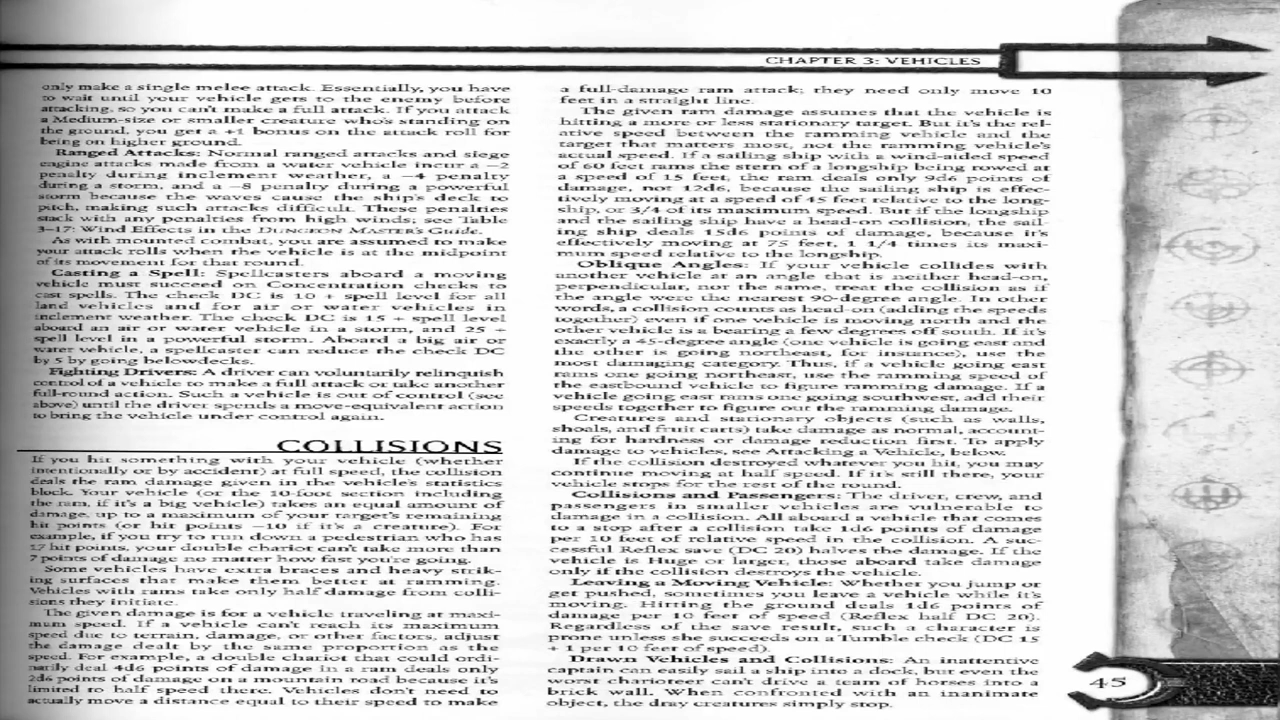 CHAPTER 3: VEHICLES
only make a single melee attack. Essentially, you have
to wait until your vehicle gets to the enemy before
attacking, so you can't make a full attack. If you attack
a Medium-size or smaller creature who's standing on
the ground, you get a +1 bonus on the attack roll for
being on higher ground.
Ranged Attacks: Normal ranged attacks and siege
engine attacks made from a water vehicle incur a –2
penalty during inclement weather, a –4 penalty
during a storm, and a –8 penalty during a powerful
storm because the waves cause the ship's deck to
pitch, making such attacks difficult. These penalties
stack with any penalties from high winds; see Table
3–17: Wind Effects in the DUNGEON MASTER's Guide.
As with mounted combat, you are assumed to make
your attack rolls when the vehicle is at the midpoint
of its movement for that round.
Casting a Spell: Spellcasters aboard a moving
vehicle must succeed on Concentration checks to
cast spells. The check DC is 10 + spell level for all
land vehicles and for air or water vehicles in
inclement weather. The check DC is 15 + spell level
aboard an air or water vehicle in a storm, and 25 +
spell level in a powerful storm. Aboard a big air or
water vehicle, a spellcaster can reduce the check DC
by 5 by going belowdecks.
Fighting Drivers: A driver can voluntarily relinquish
control of a vehicle to make a full attack or take another
full-round action. Such a vehicle is out of control (see
above) until the driver spends a move-equivalent action
to bring the vehicle under control again.
COLLISIONS
If you hit something with your vehicle (whether
intentionally or by accident) at full speed, the collision
deals the ram damage given in the vehicle's statistics
block. Your vehicle (or the 10-foot section including
the ram, if it's a big vehicle) takes an equal amount of
damage, up to a maximum of your target's remaining
hit points (or hit points –10 if it's a creature). For
example, if you try to run down a pedestrian who has
17 hit points, your double chariot can't take more than
7 points of damage no matter how fast you're going.
Some vehicles have extra braces and heavy strik-
ing surfaces that make them better at ramming.
Vehicles with rams take only half damage from colli-
sions they initiate.
The given damage is for a vehicle traveling at maxi-
mum speed. If a vehicle can't reach its maximum
speed due to terrain, damage, or other factors, adjust
the damage dealt by the same proportion as the
speed. For example, a double chariot that could ordi-
narily deal 4d6 points of damage in a ram deals only
2d6 points of damage on a mountain road because it's
limited to half speed there. Vehicles don't need to
actually move a distance equal to their speed to make
a full-damage ram attack; they need only move 10
feet in a straight line.
The given ram damage assumes that the vehicle is
hitting a more or less stationary target. But it's the rel-
ative speed between the ramming vehicle and the
target that matters most, not the ramming vehicle's
actual speed. If a sailing ship with a wind-aided speed
of 60 feet rams the stern of a longship being rowed at
a speed of 15 feet, the ram deals only 9d6 points of
damage, not 12d6, because the sailing ship is effec-
tively moving at a speed of 45 feet relative to the long-
ship, or 3/4 of its maximum speed. But if the longship
and the sailing ship have a head-on collision, the sail-
ing ship deals 15d6 points of damage, because it's
effectively moving at 75 feet, 1 1/4 times its maxi-
mum speed relative to the longship.
Oblique Angles: If your vehicle collides with
another vehicle at an angle that is neither head-on,
perpendicular, nor the same, treat the collision as if
the angle were the nearest 90-degree angle. In other
words, a collision counts as head-on (adding the speeds
together) even if one vehicle is moving north and the
other vehicle is a bearing a few degrees off south. If it's
exactly a 45-degree angle (one vehicle is going east and
the other is going northeast, for instance), use the
most damaging category. Thus, if a vehicle going east
rams one going northeast, use the ramming speed of
the eastbound vehicle to figure ramming damage. If a
vehicle going east rams one going southwest, add their
speeds together to figure out the ramming damage.
Creatures and stationary objects (such as walls,
shoals, and fruit carts) take damage as normal, account-
ing for hardness or damage reduction first. To apply
damage to vehicles, see Attacking a Vehicle, below.
If the collision destroyed whatever you hit, you may
continue moving at half speed. If it's still there, your
vehicle stops for the rest of the round.
Collisions and Passengers: The driver, crew, and
passengers in smaller vehicles are vulnerable to
damage in a collision. All aboard a vehicle that comes
to a stop after a collision take 1d6 points of damage
per 10 feet of relative speed in the collision. A suc-
cessful Reflex save (DC 20) halves the damage. If the
vehicle is Huge or larger, those aboard take damage
only if the collision destroys the vehicle.
Leaving a Moving Vehicle: Whether you jump or
get pushed, sometimes you leave a vehicle while it's
moving. Hitting the ground deals 1d6 points of
damage per 10 feet of speed (Reflex half DC 20).
Regardless of the save result, such a character is
prone unless she succeeds on a Tumble check (DC 15
+ 1 per 10 feet of speed).
Drawn Vehicles and Collisions: An inattentive
captain can easily sail a ship into a dock, but even the
worst charioteer can't drive a team of horses into a
brick wall. When confronted with an inanimate
object, the dray creatures simply stop.
45